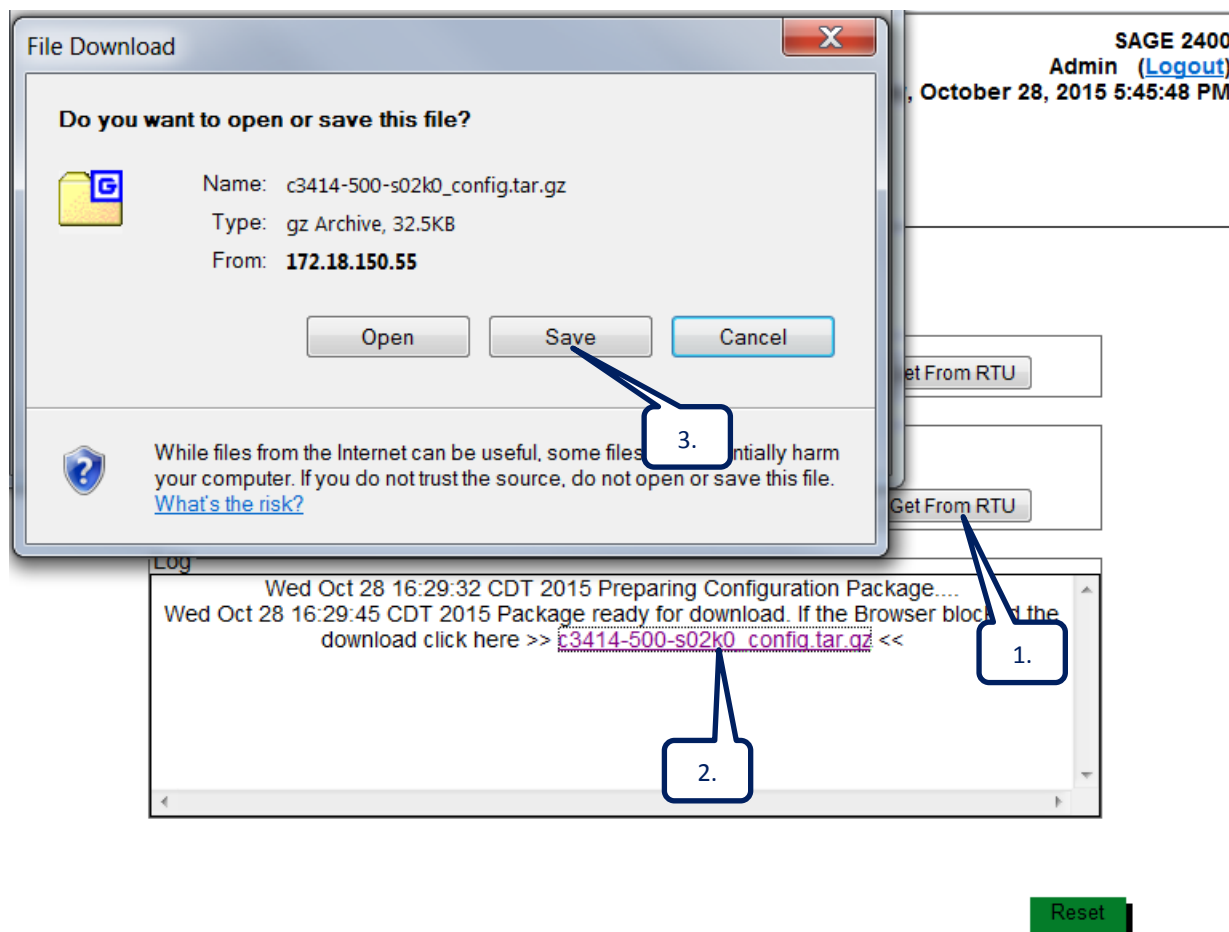 File Download
X
SAGE 2400
Admin (Logout)
, October 28, 2015 5:45:48 PM
Do you want to open or save this file?
G
Name: c3414-500-s02k0_config.tar.gz
Type: gz Archive, 32.5KB
From: 172.18.150.55
Open Save Cancel
et From RTU
3.
While files from the Internet can be useful, some files ntially harm
your computer. If you do not trust the source, do not open or save this file.
What's the risk?
Get From RTU
Log
Wed Oct 28 16:29:32 CDT 2015 Preparing Configuration Package....
Wed Oct 28 16:29:45 CDT 2015 Package ready for download. If the Browser block d the
download click here >> c3414-500-s02k0_config.tar.gz <<
1.
2.
Reset